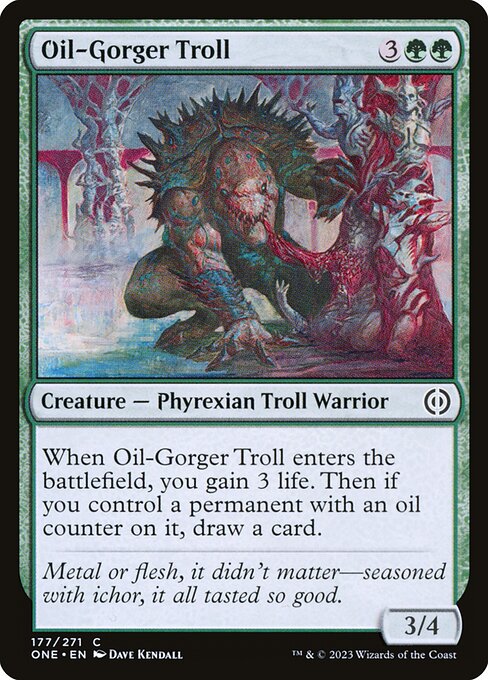 Oil-Gorger Troll 3
Creature — Phyrexian Troll Warrior
When Oil-Gorger Troll enters the
battlefield, you gain 3 life. Then if
you control a permanent with an oil
counter on it, draw a card.
Metal or flesh, it didn't matter—seasoned
with ichor, it all tasted so good.
3/4
177/271 C
ONE • EN Dave Kendall
™ & © 2023 Wizards of the Coast